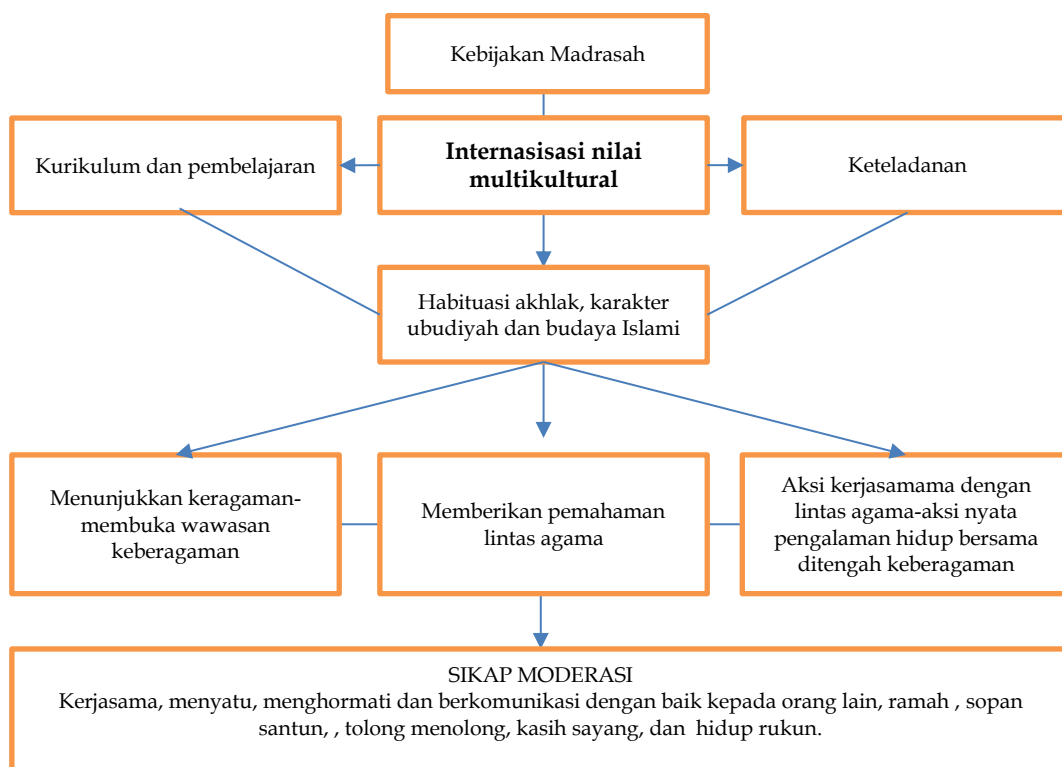 Kebijakan Madrasah
Kurikulum dan pembelajaran
Internasisasi nilai
multikultural
Keteladanan
Habituasi akhlak, karakter
ubudiyah dan budaya Islami
Menunjukkan keragaman-
membuka wawasan
keberagaman
Memberikan pemahaman
lintas agama
Aksi kerjasamama dengan
lintas agama-aksi nyata
pengalaman hidup bersama
ditengah keberagaman
SIKAP MODERASI
Kerjasama, menyatu, menghormati dan berkomunikasi dengan baik kepada orang lain, ramah , sopan
santun, , tolong menolong, kasih sayang, dan  hidup rukun.